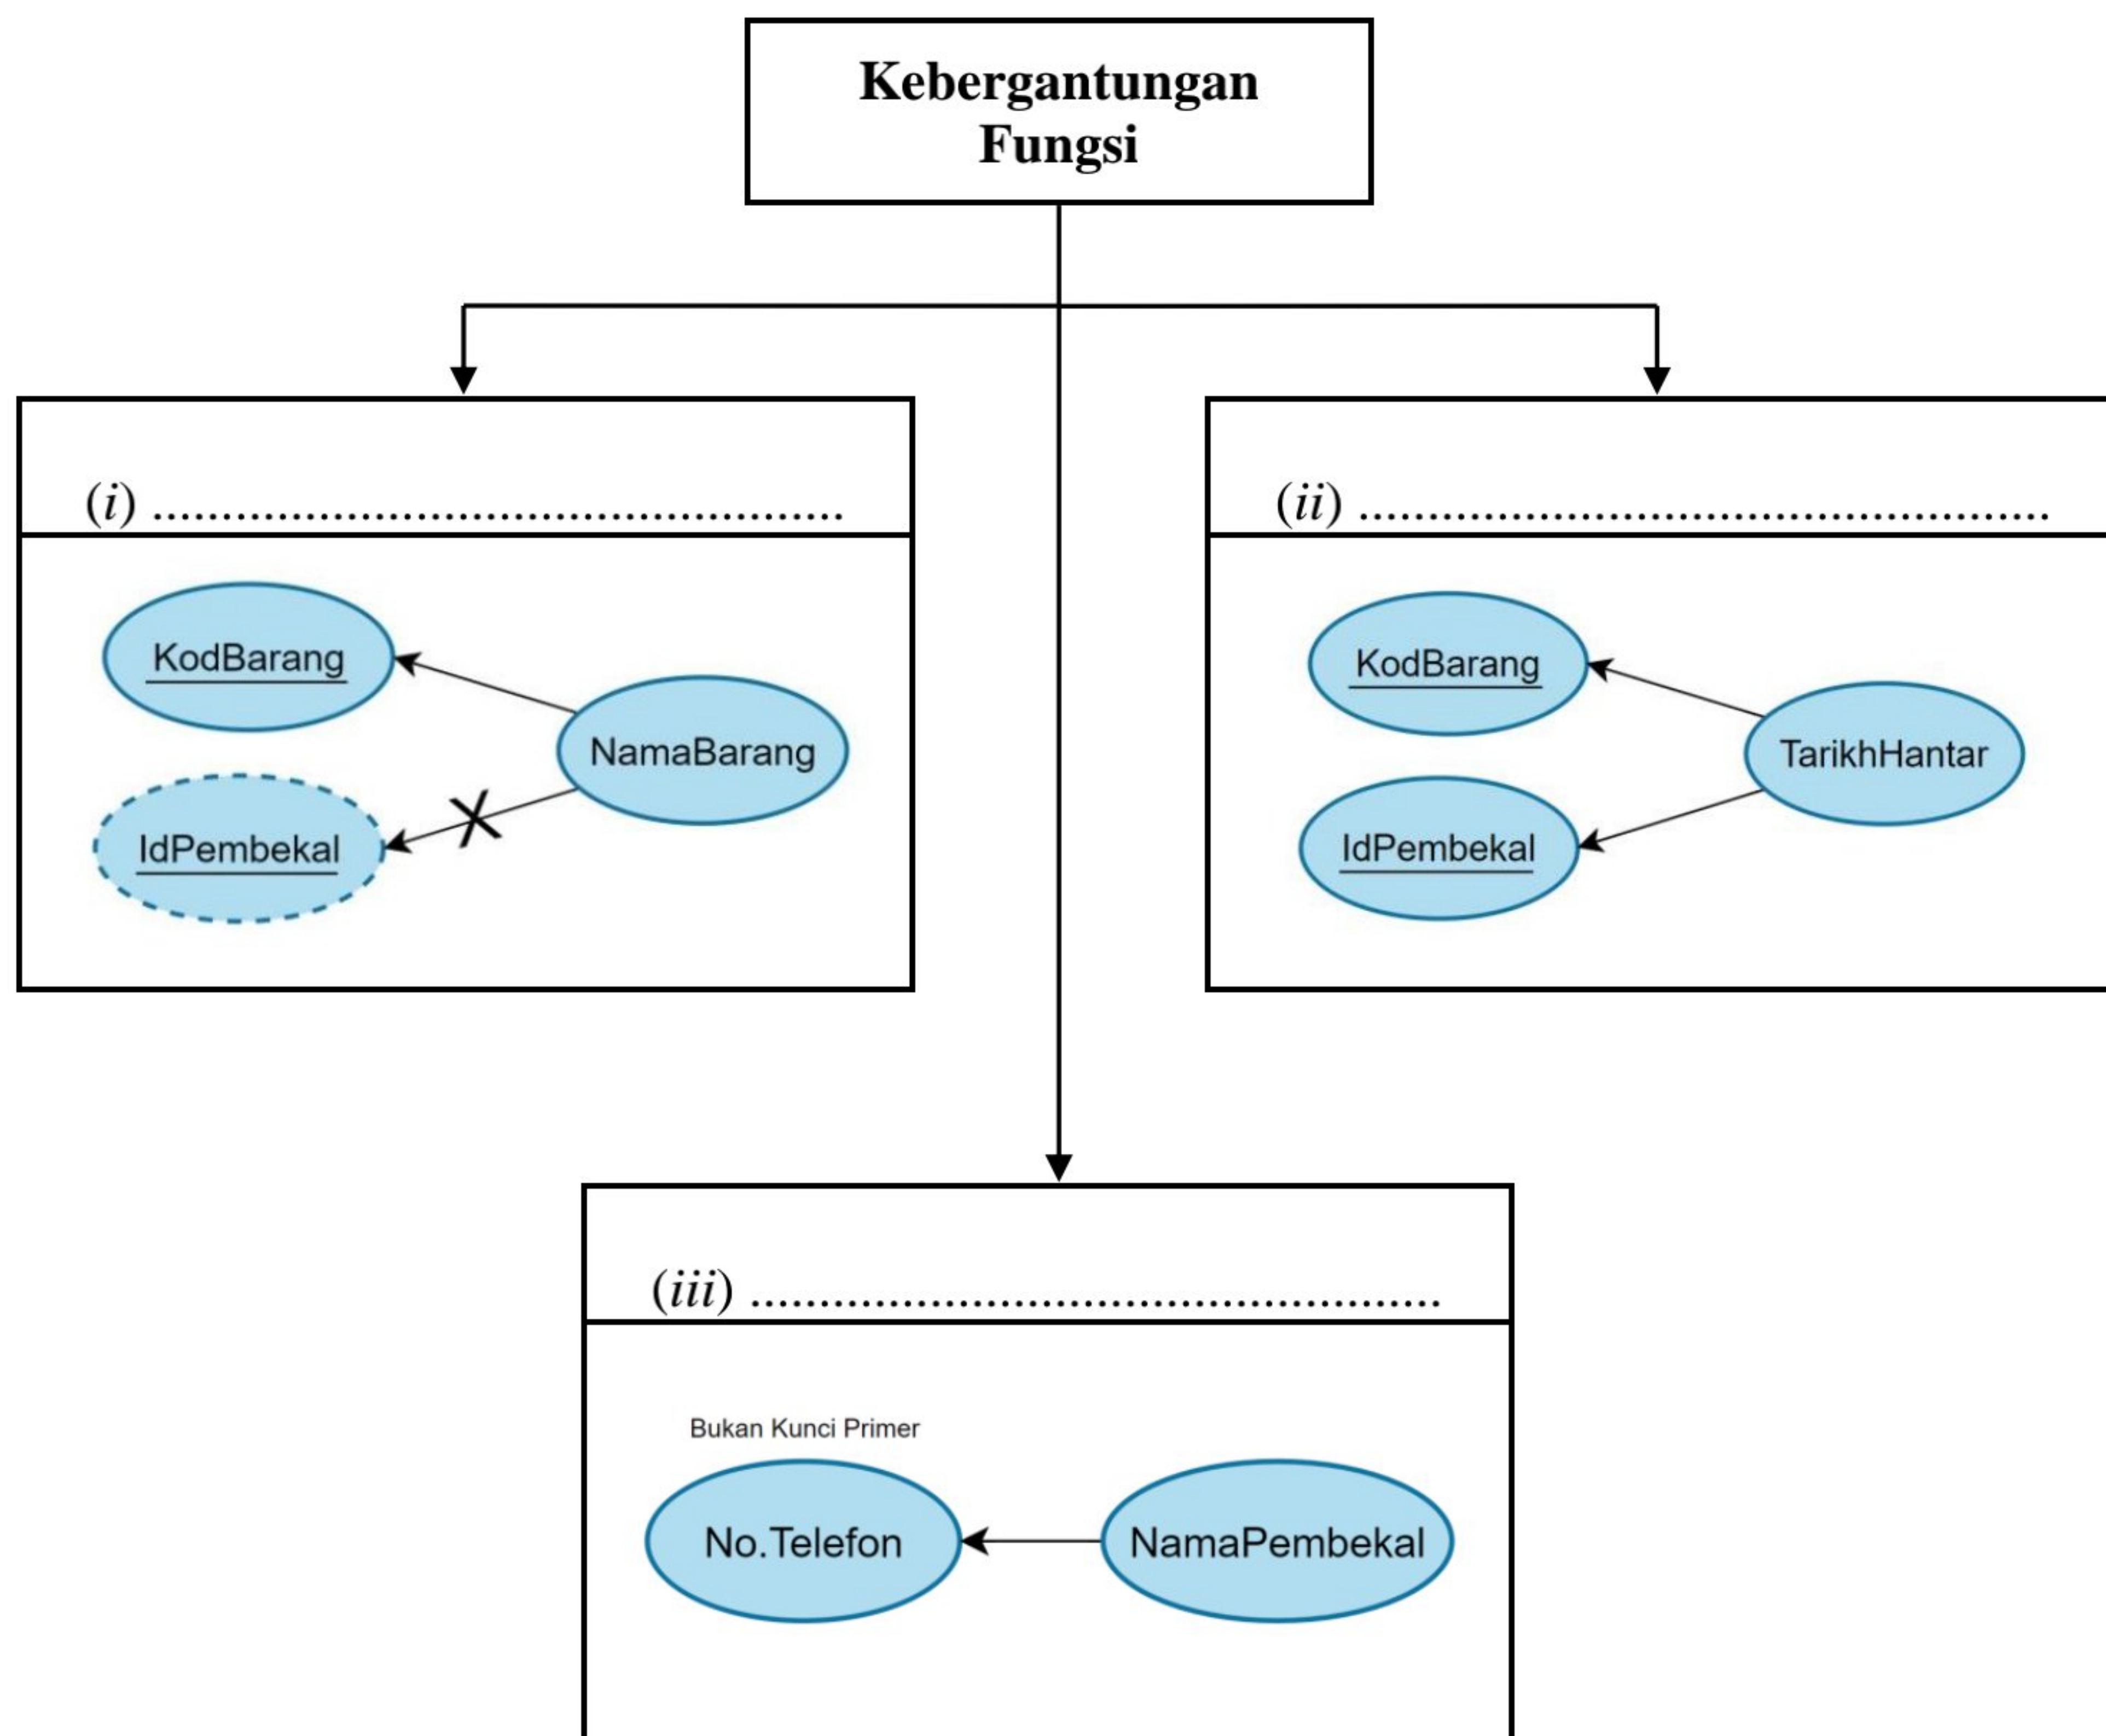 Kebergantungan
Fungsi
(i) ..................................................
(ii) ..................................................
KodBarang
NamaBarang
IdPembekal
X
KodBarang
TarikhHantar
IdPembekal
(iii) ..................................................
Bukan Kunci Primer
No.Telefon
NamaPembekal